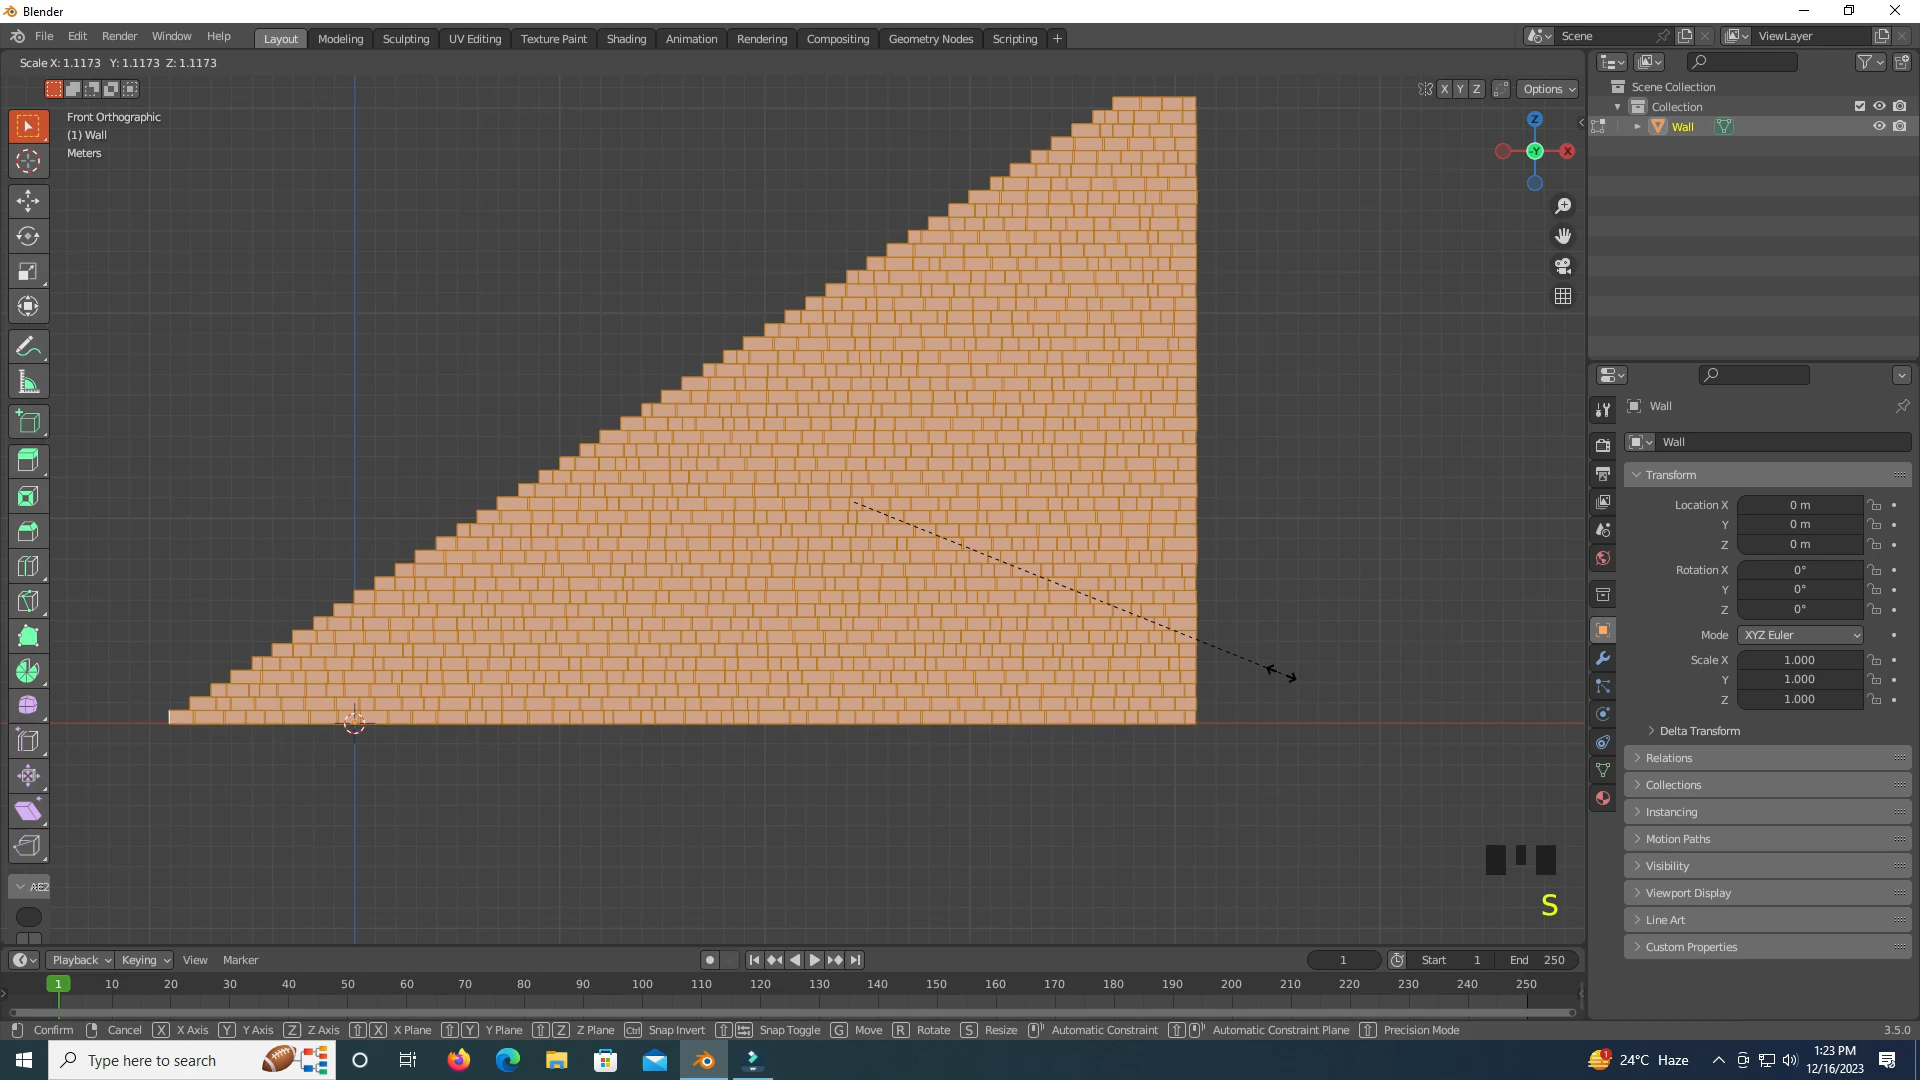 Blender
File Edit Render Window Help Layout Modeling Sculpting UV Editing Texture Paint Shading Animation Rendering Compositing Geometry Nodes Scripting + Scene ViewLayer
Scale X: 1.1173 Y: 1.1173 Z: 1.1173
X Y Z Options
Front Orthographic
(1) Wall
Meters
Z
-Y X
Scene Collection
Collection
Wall
Wall
Wall
Transform
Location X 0 m
Y 0 m
Z 0 m
Rotation X 0°
Y 0°
Z 0°
Mode XYZ Euler
Scale X 1.000
Y 1.000
Z 1.000
Delta Transform
Relations
Collections
Instancing
Motion Paths
Visibility
Viewport Display
Line Art
Custom Properties
S
Playback Keying View Marker 1 Start 1 End 250
1 10 20 30 40 50 60 70 80 90 100 110 120 130 140 150 160 170 180 190 200 210 220 230 240 250
Confirm Cancel X X Axis Y Y Axis Z Z Axis X X Plane Y Y Plane Z Z Plane Ctrl Snap Invert Snap Toggle G Move R Rotate S Resize Automatic Constraint Automatic Constraint Plane Precision Mode 3.5.0
Type here to search 1 24°C Haze 1:23 PM
12/16/2023